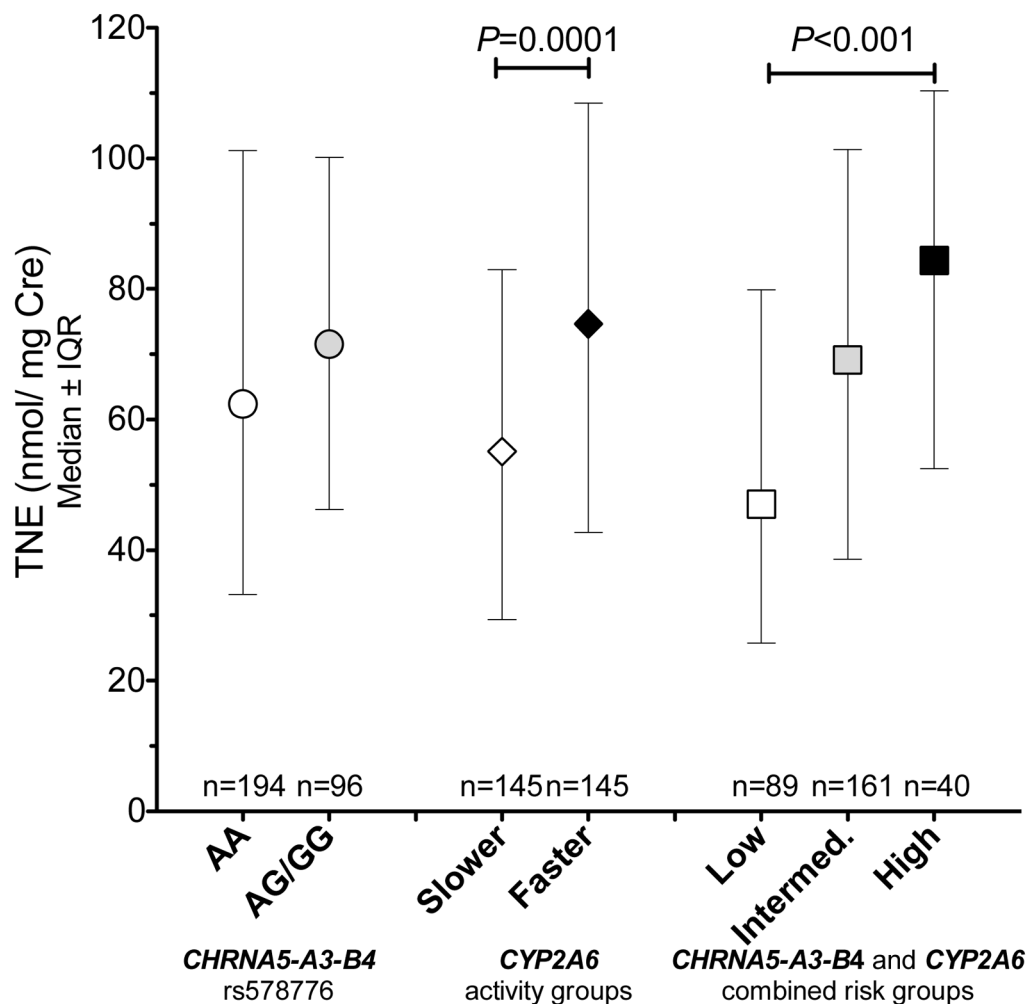 120
100
80
60
40
20
0
TNE (nmol/ mg Cre)
Median ± IQR
P=0.0001
P<0.001
n=194 n=96 n=145 n=145 n=89 n=161 n=40
AA
AG/GG
Slower
Faster
Low
Intermed.
High
CHRNA5-A3-B4
rs578776
CYP2A6
activity groups
CHRNA5-A3-B4 and CYP2A6
combined risk groups